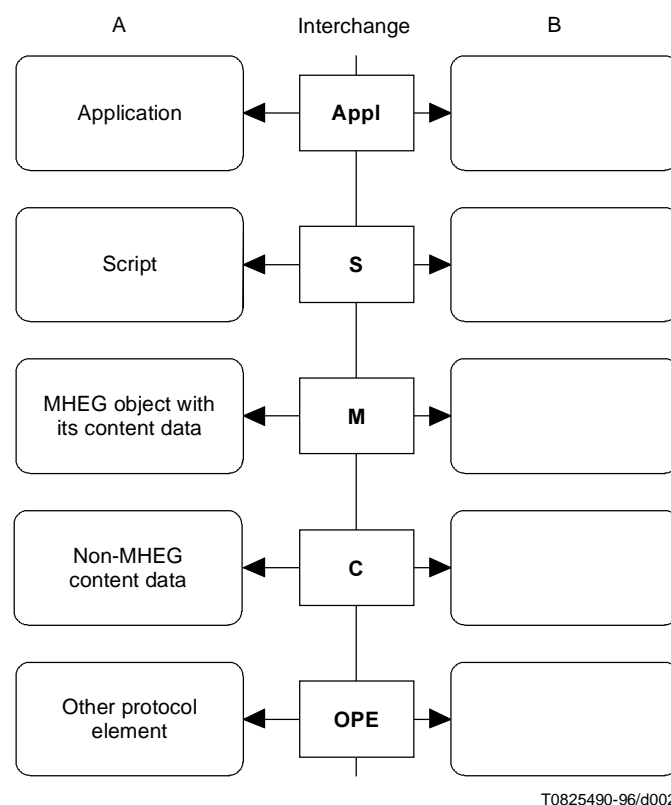 A Interchange B
Application Appl
Script S
MHEG object with
its content data
M
Non-MHEG
content data
C
Other protocol
element
OPE
T0825490-96/d002